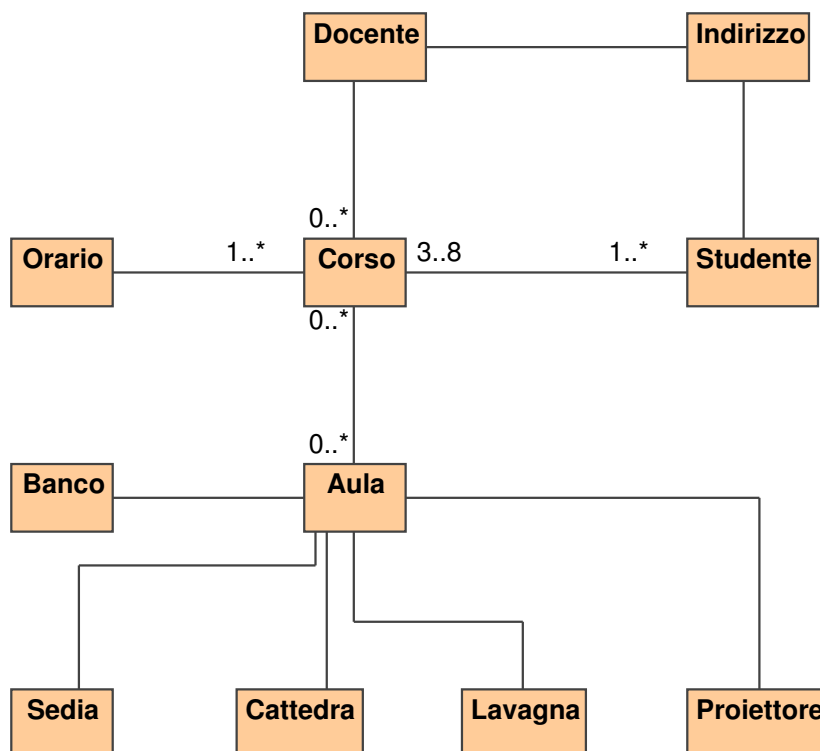 Docente
Indirizzo
0..*
Orario
1..*
Corso
3..8
1..*
Studente
0..*
0..*
Banco
Aula
Sedia
Cattedra
Lavagna
Proiettore